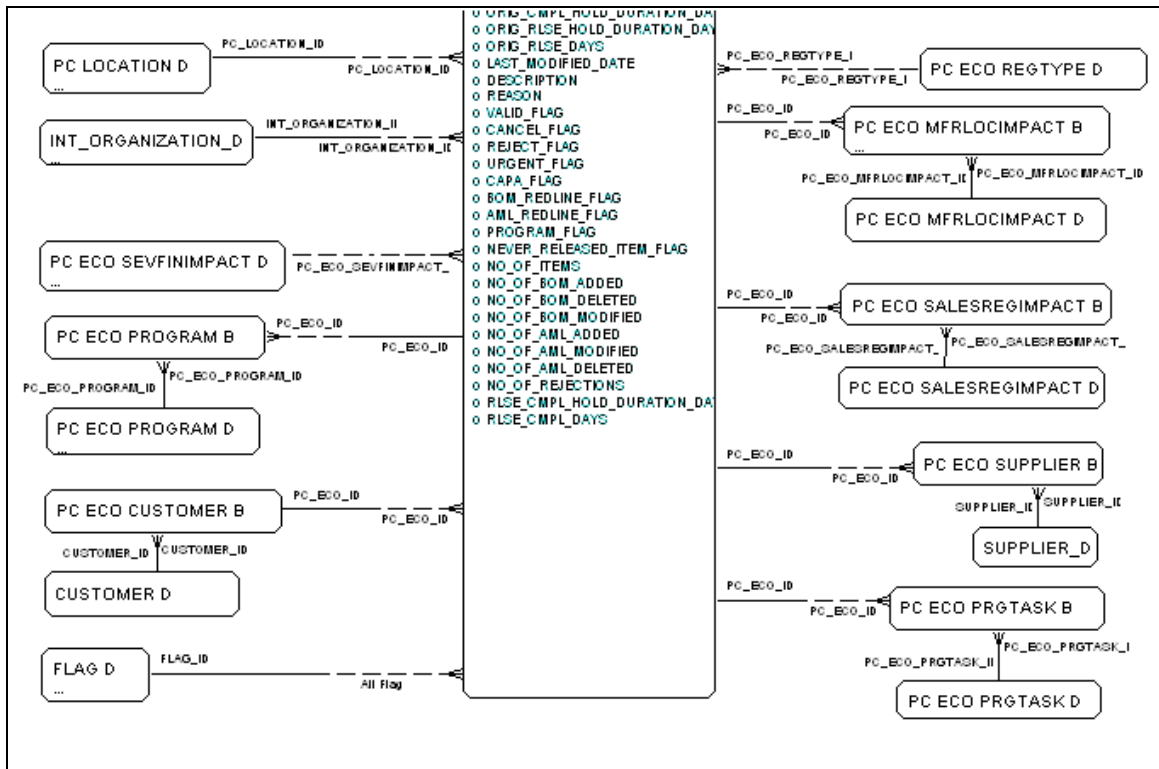 PC_LOCATION_ID
PC LOCATION D
...
PC_LOCATION_ID
INT_ORGANIZATION_D
...
INT_ORGANIZATION_II
INT_ORGANIZATION_ID
PC ECO SEVFINIMPACT D
...
PC_ECO_SEVFINIMPACT_
PC ECO PROGRAM B
PC_ECO_ID
PC_ECO_ID
PC_ECO_PROGRAM_ID
PC_ECO_PROGRAM_ID
PC ECO PROGRAM D
...
PC ECO CUSTOMER B
PC_ECO_ID
PC_ECO_ID
CUSTOMER_ID
CUSTOMER_ID
CUSTOMER D
FLAG D
...
FLAG_ID
All Flag
o ORIG_CMPL_HOLD_DURATION_DA
o ORIG_RLSE_HOLD_DURATION_DAY
o ORIG_RLSE_DAYS
o LAST_MODIFIED_DATE
o DESCRIPTION
o REASON
o VALID_FLAG
o CANCEL_FLAG
o REJECT_FLAG
o URGENT_FLAG
o CAPA_FLAG
o BOM_REDLINE_FLAG
o AML_REDLINE_FLAG
o PROGRAM_FLAG
o NEVER_RELEASED_ITEM_FLAG
o NO_OF_ITEMS
o NO_OF_BOM_ADDED
o NO_OF_BOM_DELETED
o NO_OF_BOM_MODIFIED
o NO_OF_AML_ADDED
o NO_OF_AML_MODIFIED
o NO_OF_AML_DELETED
o NO_OF_REJECTIONS
o RLSE_CMPL_HOLD_DURATION_DA
o RLSE_CMPL_DAYS
PC_ECO_REGTYPE_I
PC_ECO_REGTYPE_I
PC ECO REGTYPE D
PC_ECO_ID
PC_ECO_ID
PC ECO MFRLOCIMPACT B
...
PC_ECO_MFRLOCIMPACT_ID
PC_ECO_MFRLOCIMPACT_ID
PC ECO MFRLOCIMPACT D
PC_ECO_ID
PC_ECO_ID
PC ECO SALESREGIMPACT B
PC_ECO_SALESREGIMPACT_
PC_ECO_SALESREGIMPACT_
PC ECO SALESREGIMPACT D
PC_ECO_ID
PC_ECO_ID
PC ECO SUPPLIER B
SUPPLIER_ID
SUPPLIER_ID
SUPPLIER_D
PC_ECO_ID
PC_ECO_ID
PC ECO PRGTASK B
PC_ECO_PRGTASK_I
PC_ECO_PRGTASK_II
PC ECO PRGTASK D